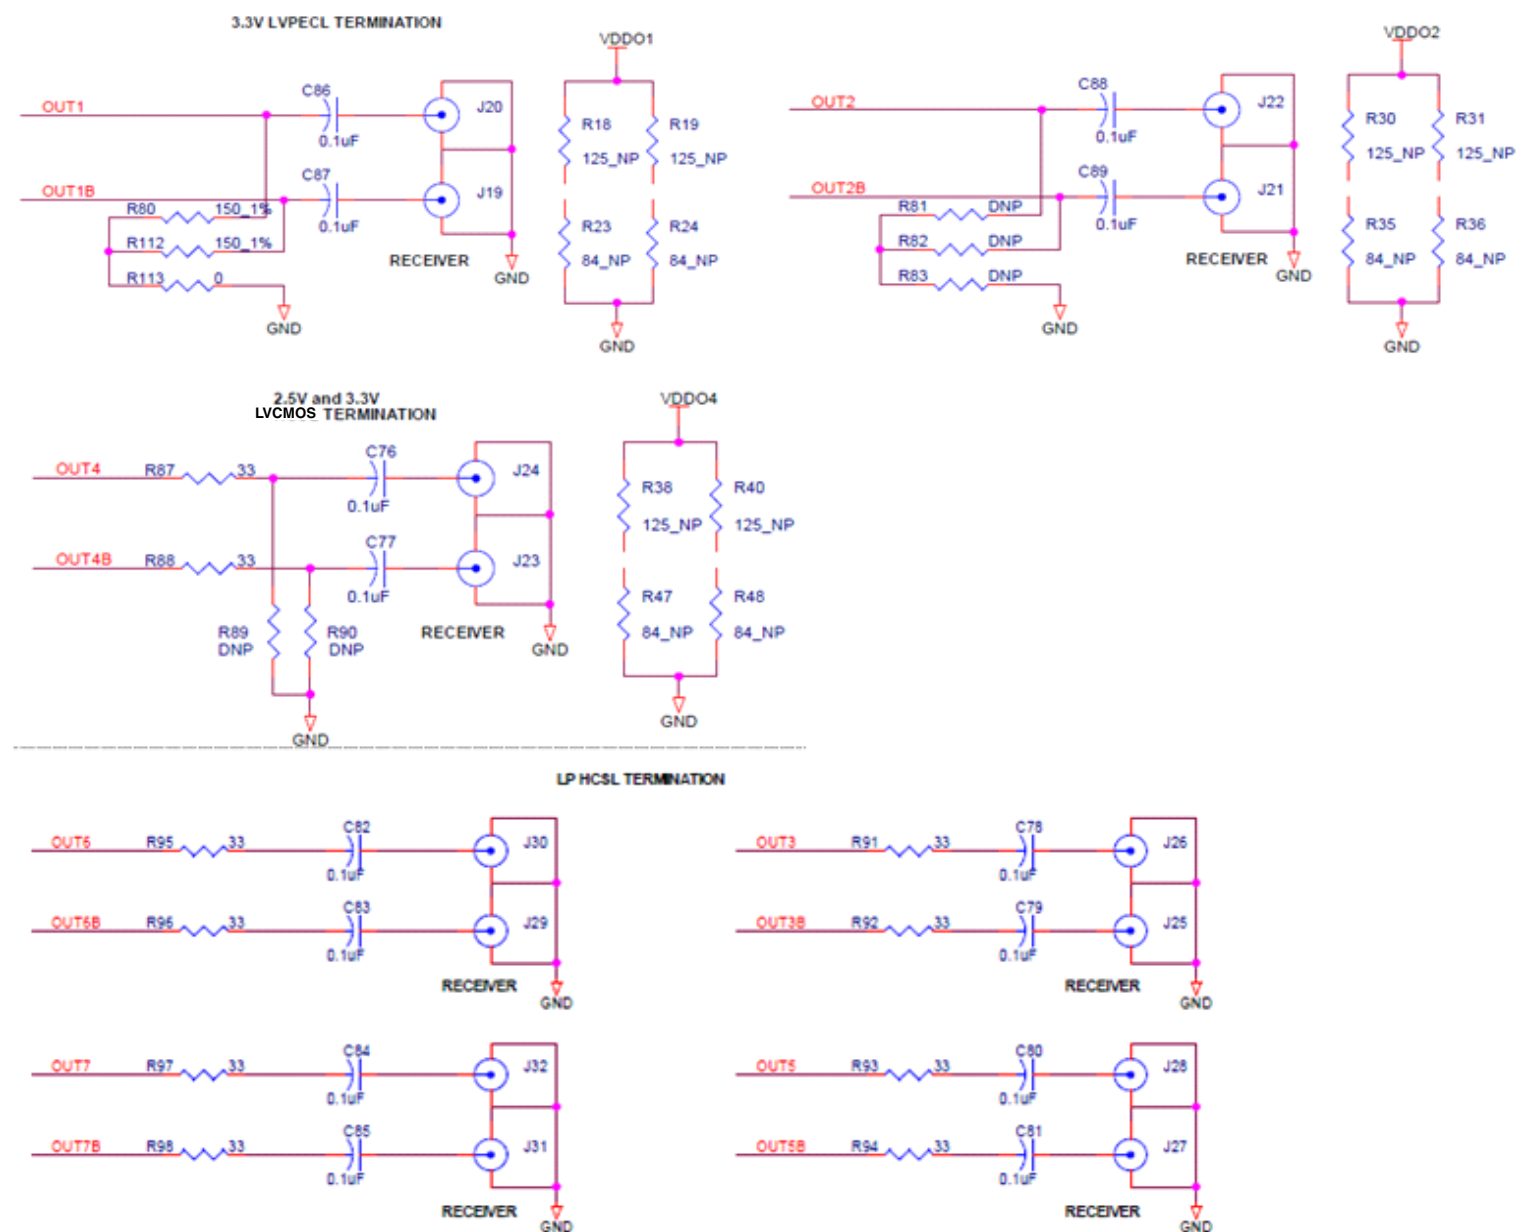 3.3V LVPECL TERMINATION
OUT1
C86
0.1uF
J20
OUT1B
C87
0.1uF
J19
R80
150_1%
R112
150_1%
R113
0
GND
RECEIVER
GND
VDDO1
R18
125_NP
R19
125_NP
R23
84_NP
R24
84_NP
GND
OUT2
C88
0.1uF
J22
OUT2B
C89
0.1uF
J21
R81
DNP
R82
DNP
R83
DNP
GND
RECEIVER
GND
VDDO2
R30
125_NP
R31
125_NP
R35
84_NP
R36
84_NP
GND
2.5V and 3.3V
LVCMOS TERMINATION
OUT4
R87
33
C76
0.1uF
J24
OUT4B
R88
33
C77
0.1uF
J23
R89
DNP
R90
DNP
GND
RECEIVER
GND
VDDO4
R38
125_NP
R40
125_NP
R47
84_NP
R48
84_NP
GND
LP HCSL TERMINATION
OUT6
R95
33
C82
0.1uF
J30
OUT6B
R96
33
C83
0.1uF
J29
RECEIVER
GND
OUT3
R91
33
C78
0.1uF
J26
OUT3B
R92
33
C79
0.1uF
J25
RECEIVER
GND
OUT7
R97
33
C84
0.1uF
J32
OUT7B
R98
33
C85
0.1uF
J31
RECEIVER
GND
OUT5
R93
33
C80
0.1uF
J28
OUT5B
R94
33
C81
0.1uF
J27
RECEIVER
GND